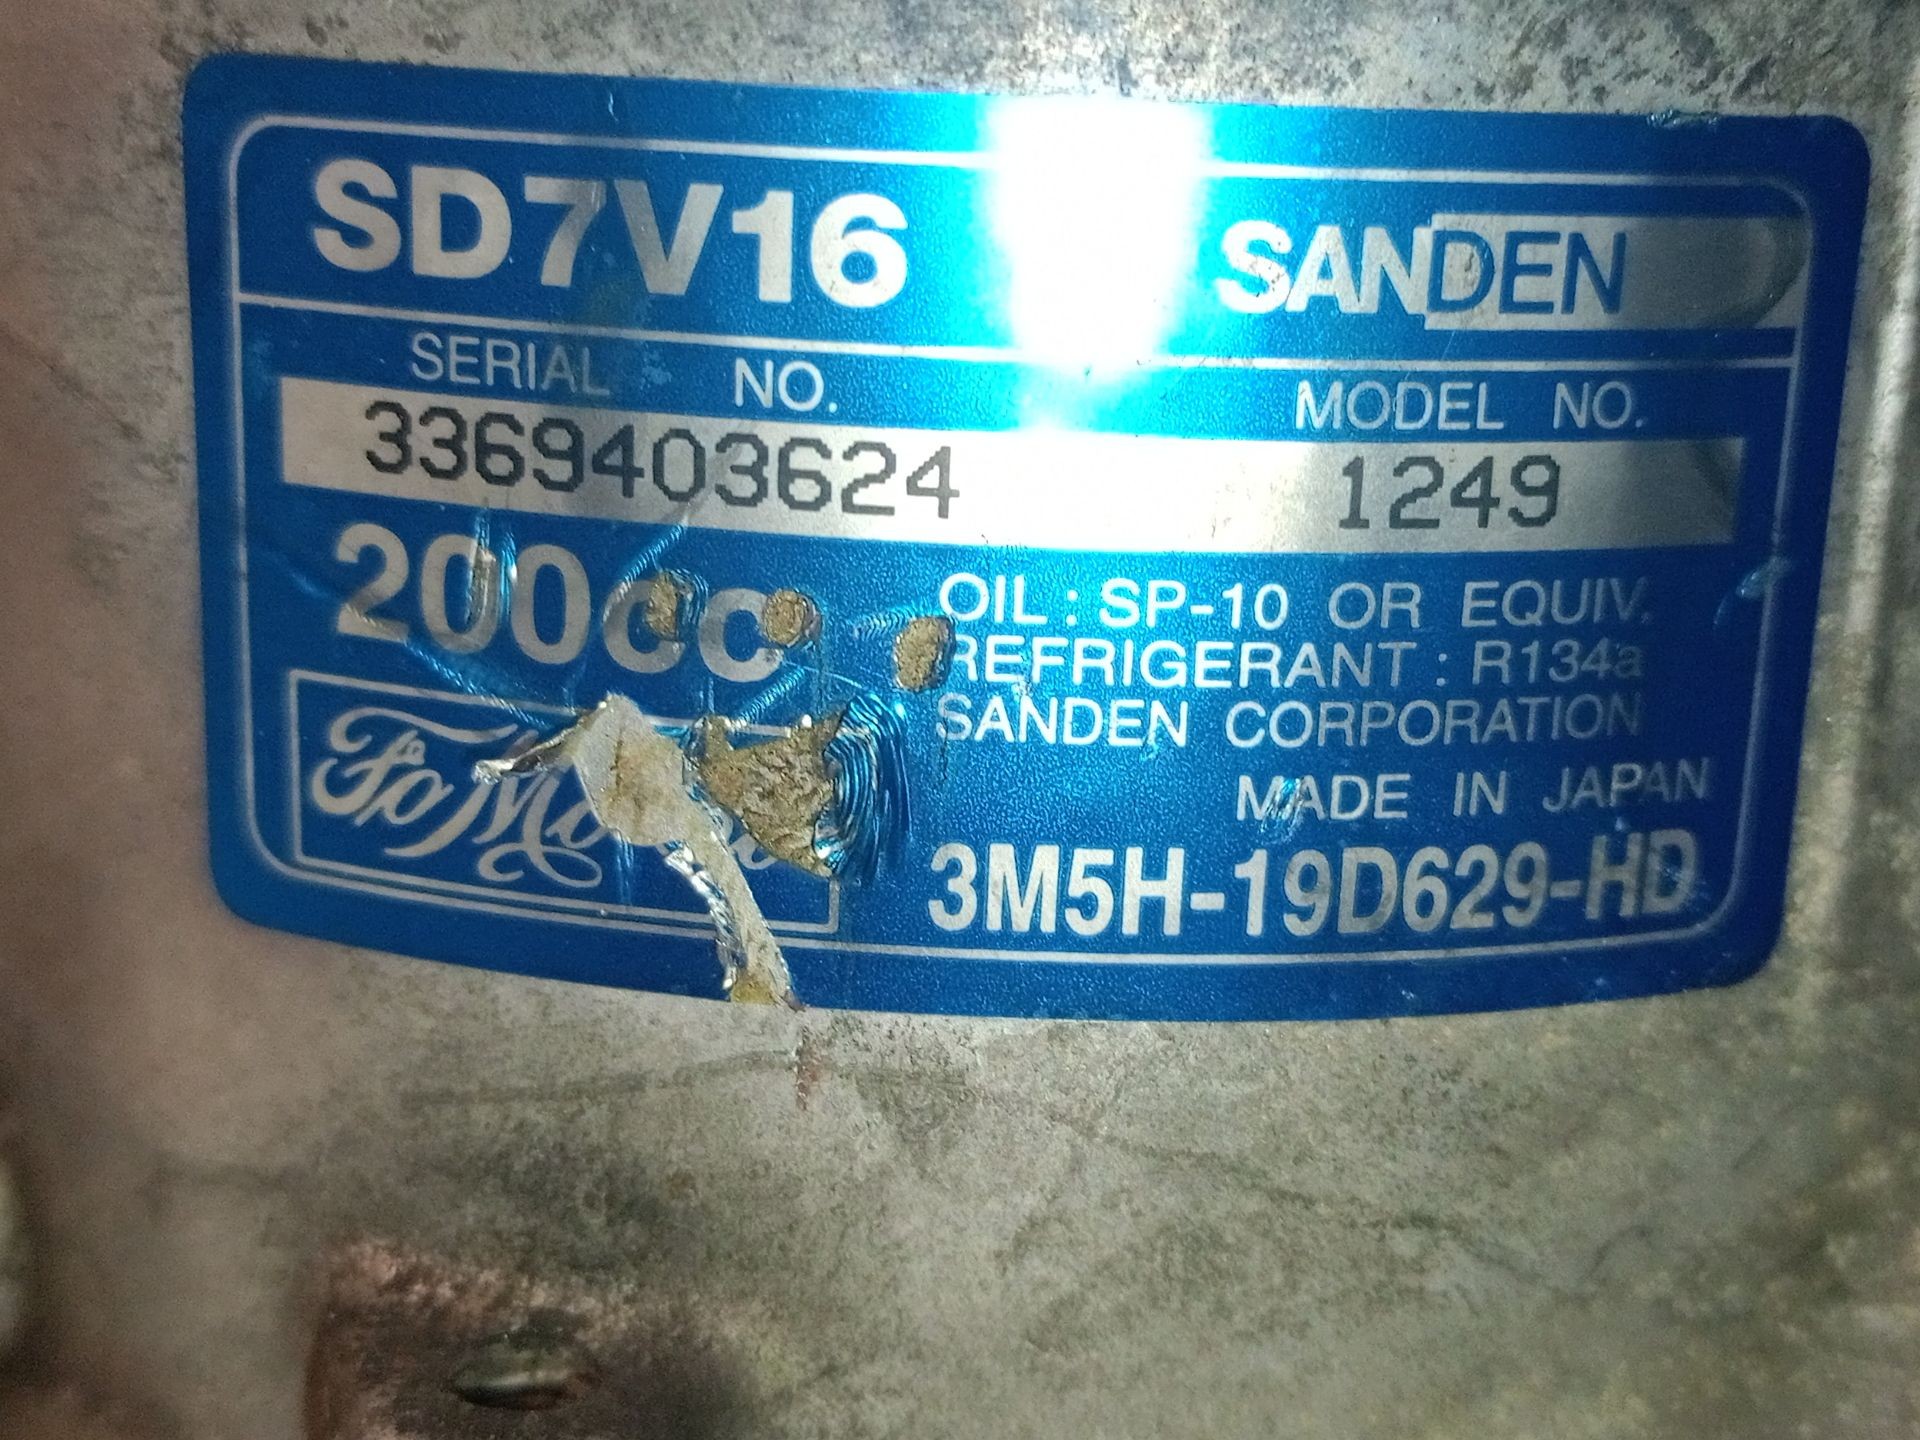 SD7V16 SANDEN
SERIAL NO. MODEL NO.
3369403624 1249
200cc
OIL : SP-10 OR EQUIV.
REFRIGERANT : R134a
SANDEN CORPORATION
MADE IN JAPAN
3M5H-19D629-HD